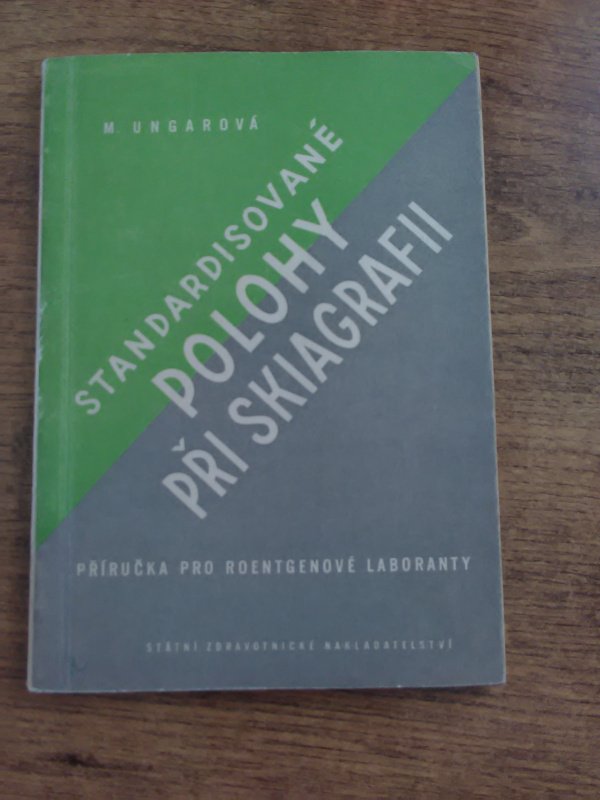 M. UNGAROVÁ
STANDARDISOVANÉ
POLOHY
PŘI SKIAGRAFII
PŘÍRUČKA PRO ROENTGENOVÉ LABORANTY
STÁTNÍ ZDRAVOTNICKÉ NAKLADATELSTVÍ